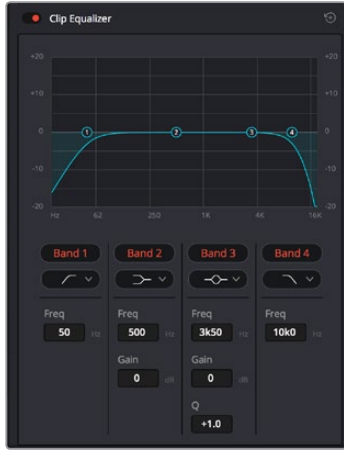 Clip Equalizer
+20 +20
+10 +10
0 0
-10 -10
-20 -20
Hz 62 250 1K 4K 16K
1 2 3 4
Band 1 Band 2 Band 3 Band 4
Freq Freq Freq Freq
50 Hz 500 Hz 3k50 Hz 10k0 Hz
Gain Gain
0 dB 0 dB
Q
+1.0